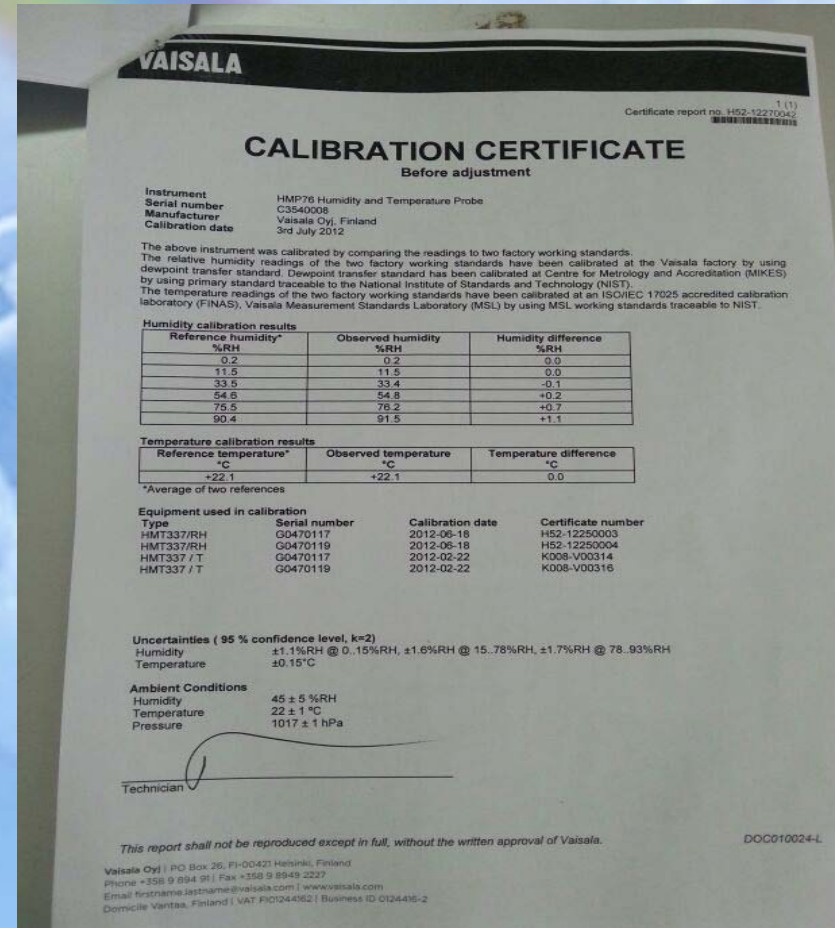 VAISALA
1 (1)
Certificate report no. H52-12270042
CALIBRATION CERTIFICATE
Before adjustment
Instrument HMP76 Humidity and Temperature Probe
Serial number C3540008
Manufacturer Vaisala Oyj, Finland
Calibration date 3rd July 2012
The above instrument was calibrated by comparing the readings to two factory working standards.
The relative humidity readings of the two factory working standards have been calibrated at the Vaisala factory by using
dewpoint transfer standard. Dewpoint transfer standard has been calibrated at Centre for Metrology and Accreditation (MIKES)
by using primary standard traceable to the National Institute of Standards and Technology (NIST).
The temperature readings of the two factory working standards have been calibrated at an ISO/IEC 17025 accredited calibration
laboratory (FINAS), Vaisala Measurement Standards Laboratory (MSL) by using MSL working standards traceable to NIST.
Humidity calibration results
Reference humidity* Observed humidity Humidity difference
%RH %RH %RH
0.2 0.2 0.0
11.5 11.5 0.0
33.5 33.4 -0.1
54.6 54.8 +0.2
75.5 76.2 +0.7
90.4 91.5 +1.1
Temperature calibration results
Reference temperature* Observed temperature Temperature difference
°C °C °C
+22.1 +22.1 0.0
*Average of two references
Equipment used in calibration
Type Serial number Calibration date Certificate number
HMT337/RH G0470117 2012-06-18 H52-12250003
HMT337/RH G0470119 2012-06-18 H52-12250004
HMT337 / T G0470117 2012-02-22 K008-V00314
HMT337 / T G0470119 2012-02-22 K008-V00316
Uncertainties ( 95 % confidence level, k=2)
Humidity ±1.1%RH @ 0..15%RH, ±1.6%RH @ 15..78%RH, ±1.7%RH @ 78..93%RH
Temperature ±0.15°C
Ambient Conditions
Humidity 45 ± 5 %RH
Temperature 22 ± 1 ºC
Pressure 1017 ± 1 hPa
Technician
This report shall not be reproduced except in full, without the written approval of Vaisala.
DOC010024-L
Vaisala Oyj | PO Box 26, FI-00421 Helsinki, Finland
Phone +358 9 894 91 | Fax +358 9 8949 2227
Email firstname.lastname@vaisala.com | www.vaisala.com
Domicile Vantaa, Finland | VAT FI01244162 | Business ID 0124416-2